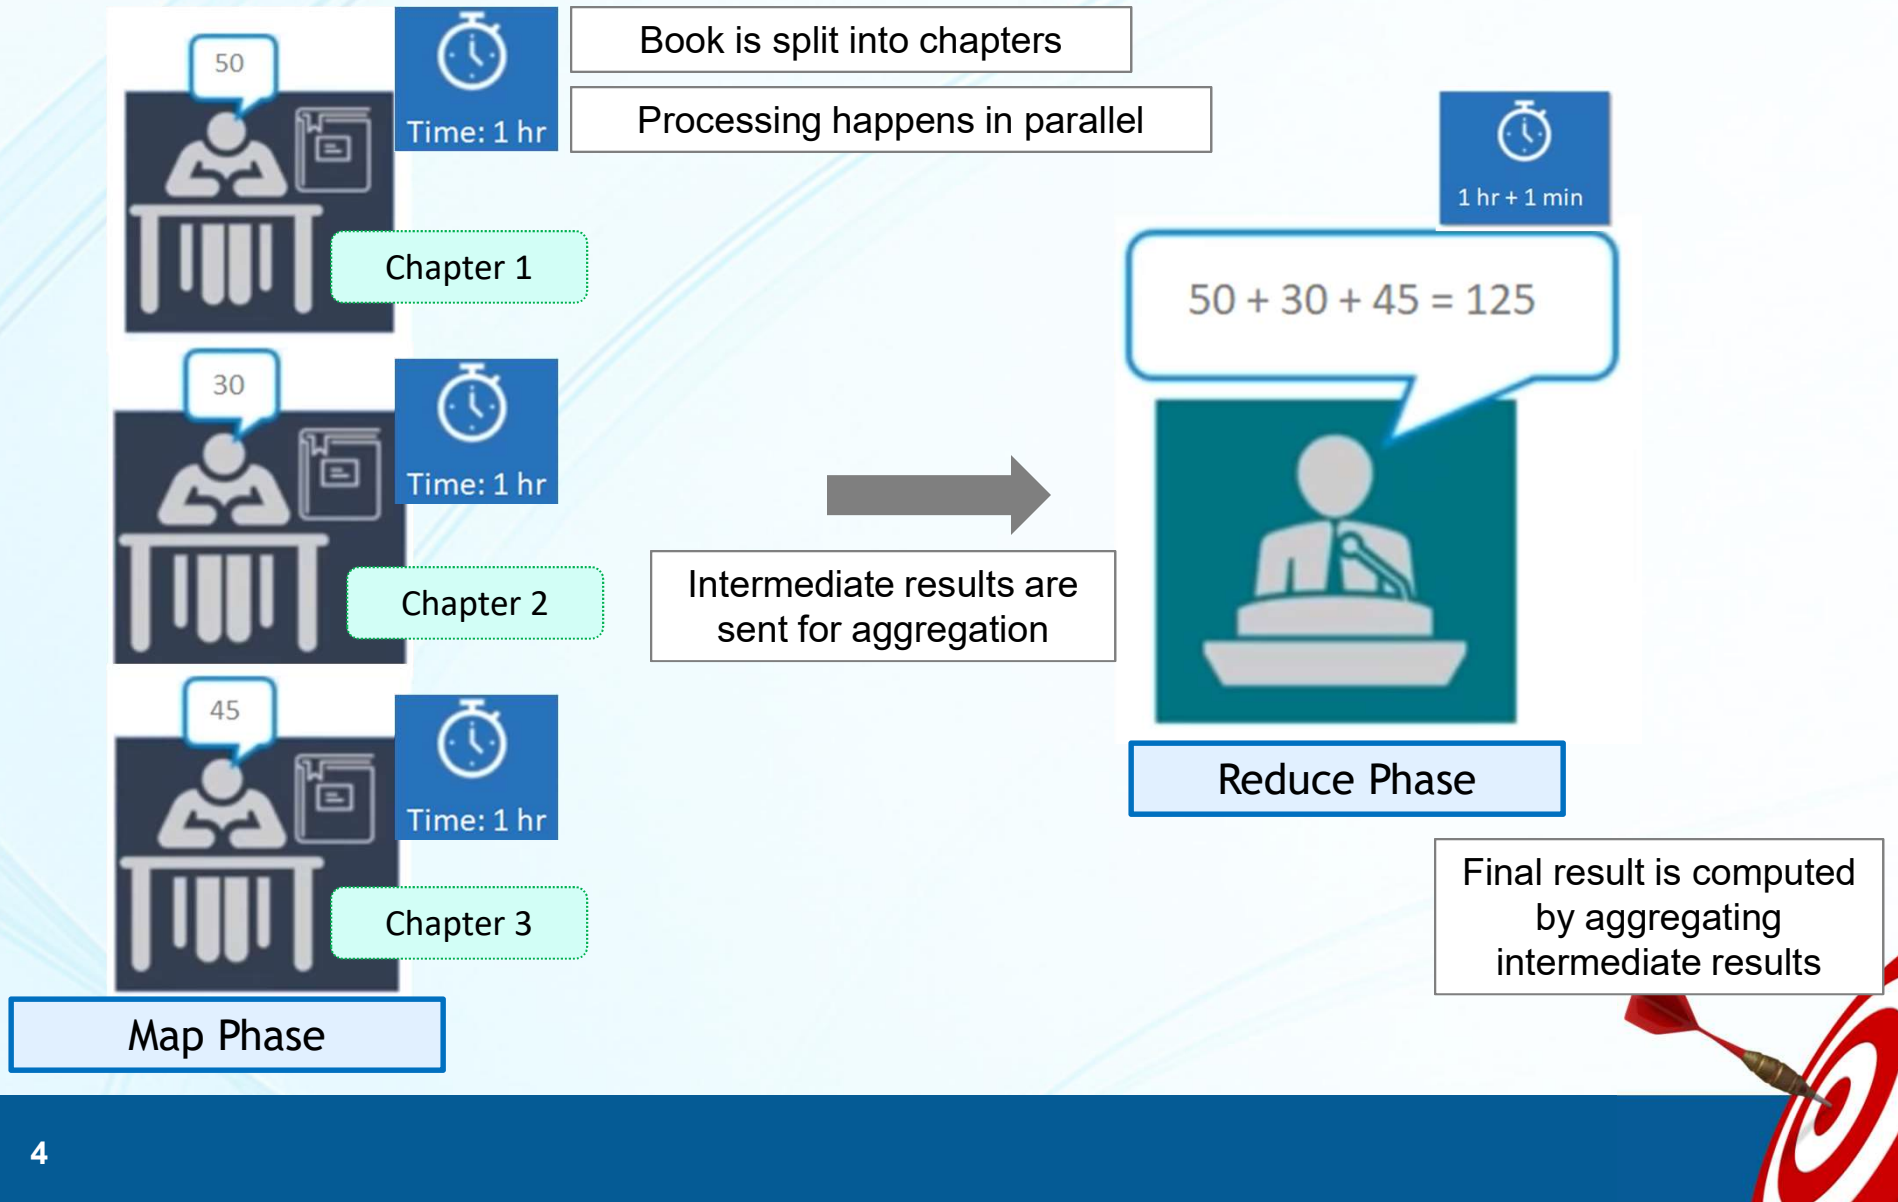 50
Time: 1 hr
Book is split into chapters
Processing happens in parallel
Chapter 1
30
Time: 1 hr
Chapter 2
45
Time: 1 hr
Chapter 3
Map Phase
Intermediate results are
sent for aggregation
1 hr + 1 min
50 + 30 + 45 = 125
Reduce Phase
Final result is computed
by aggregating
intermediate results
4